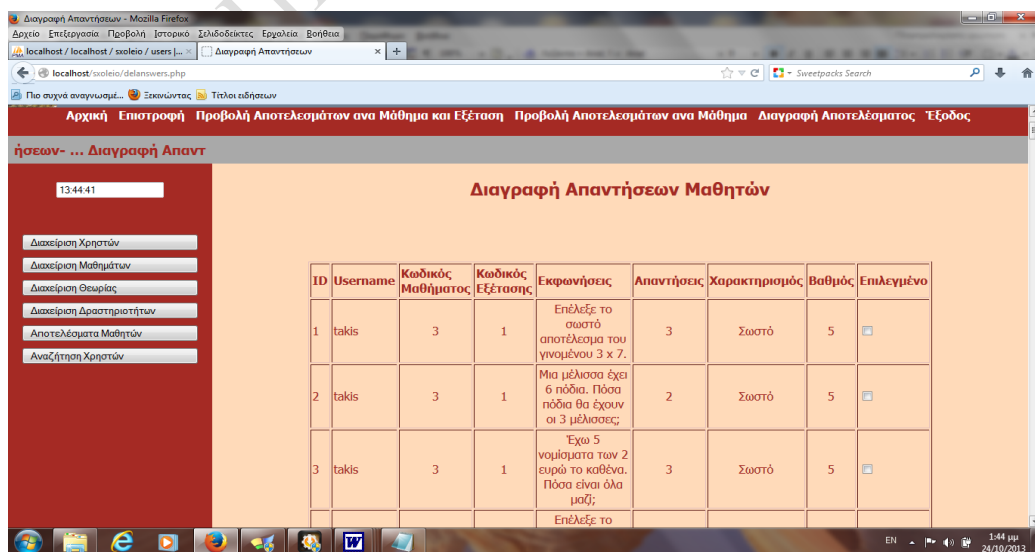 Διαγραφή Απαντήσεων - Mozilla Firefox
Αρχείο Επεξεργασία Προβολή Ιστορικό Σελιδοδείκτες Εργαλεία Βοήθεια
localhost / localhost / sxoleio / users |... × Διαγραφή Απαντήσεων × +
localhost/sxoleio/delanswers.php Sweetpacks Search
Πιο συχνά αναγνωσμέ... Ξεκινώντας Τίτλοι ειδήσεων
Αρχική Επιστροφή Προβολή Αποτελεσμάτων ανα Μάθημα και Εξέταση Προβολή Αποτελεσμάτων ανα Μάθημα Διαγραφή Αποτελέσματος Έξοδος
ήσεων- ... Διαγραφή Απαντ
13:44:41
Διαγραφή Απαντήσεων Μαθητών
Διαχείριση Χρηστών
Διαχείριση Μαθημάτων
Διαχείριση Θεωρίας
Διαχείριση Δραστηριοτήτων
Αποτελέσματα Μαθητών
Αναζήτηση Χρηστών
ID Username Κωδικός Μαθήματος Κωδικός Εξέτασης Εκφωνήσεις Απαντήσεις Χαρακτηρισμός Βαθμός Επιλεγμένο
1 takis 3 1 Επέλεξε το
σωστό
αποτέλεσμα του
γινομένου 3 x 7. 3 Σωστό 5
2 takis 3 1 Μια μέλισσα έχει
6 πόδια. Πόσα
πόδια θα έχουν
οι 3 μέλισσες; 2 Σωστό 5
3 takis 3 1 Έχω 5
νομίσματα των 2
ευρώ το καθένα.
Πόσα είναι όλα
μαζί; 3 Σωστό 5
Επέλεξε το
EN 1:44 μμ
24/10/2013